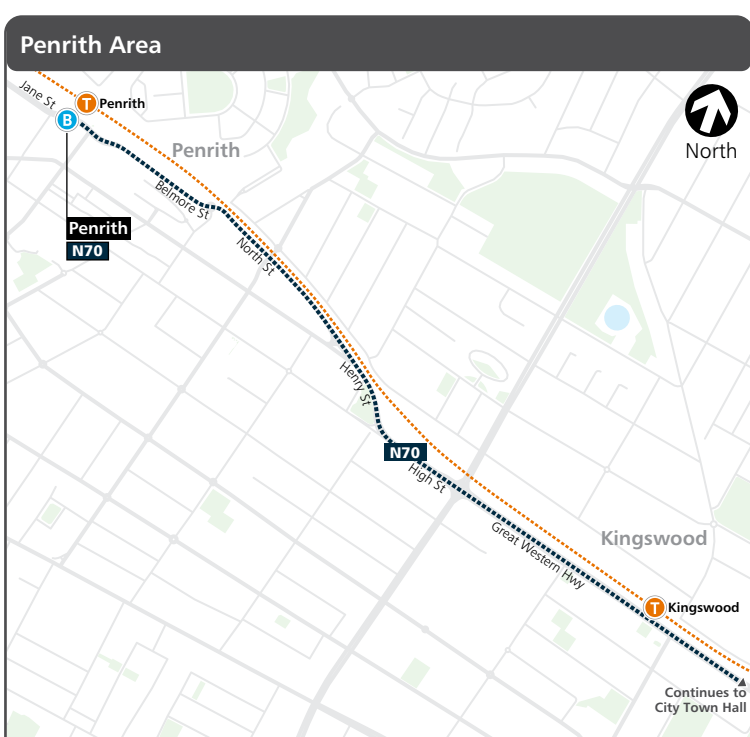 Penrith Area
Jane St
T
Penrith
B
North
Penrith
Belmore St
Penrith
N70
North St
Henry St
N70
High St
Great Western Hwy
Kingswood
T
Kingswood
Continues to
City Town Hall